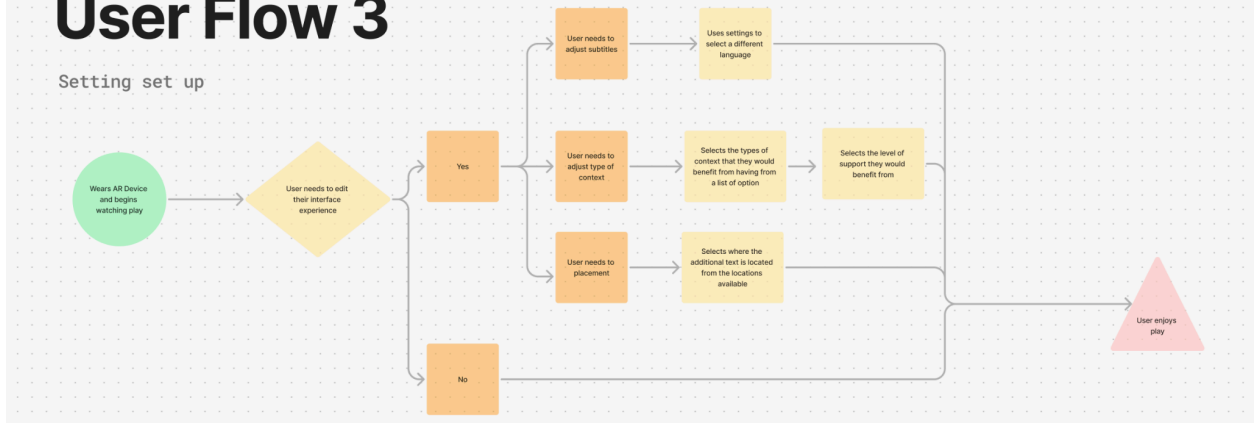 User Flow 3
Setting set up
Wears AR Device
and begins
watching play
User needs to edit
their interface
experience
Yes
No
User needs to
adjust subtitles
Uses settings to
select a different
language
User needs to
adjust type of
context
Selects the types of
context that they would
benefit from having from
a list of option
Selects the level of
support they would
benefit from
User needs to
placement
Selects where the
additional text is located
from the locations
available
User enjoys
play